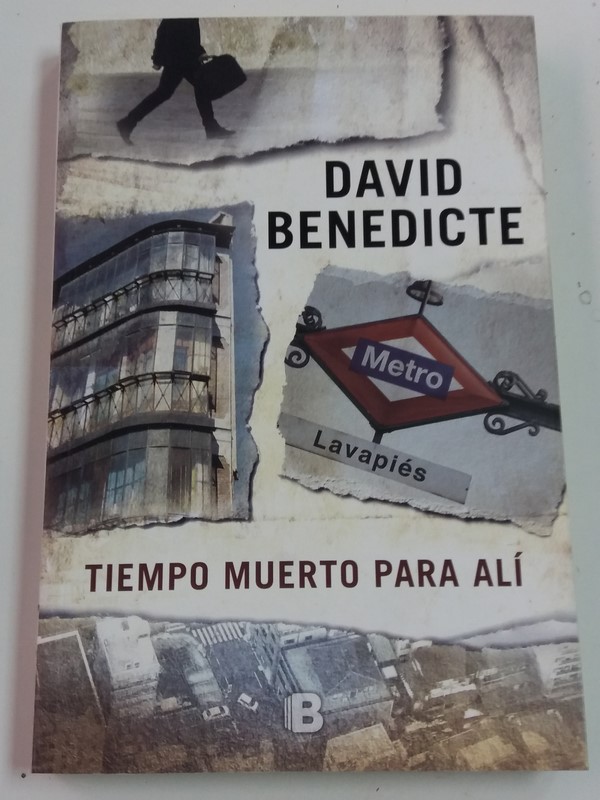 DAVID
BENEDICTE
Metro
Lavapiés
TIEMPO MUERTO PARA ALÍ
B